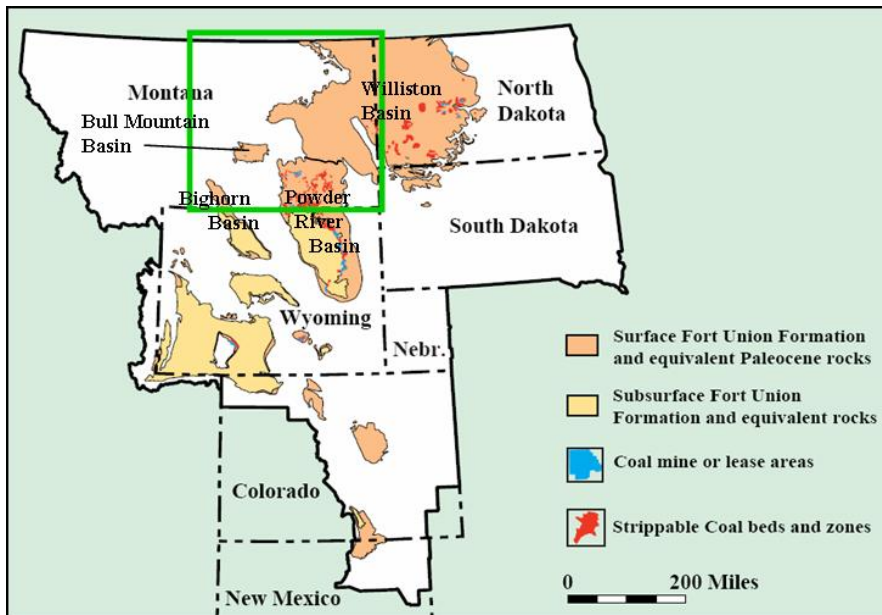 Montana
Bull Mountain
Basin
Williston
Basin
North
Dakota
Bighorn
Basin
Powder
River
Basin
South Dakota
Wyoming
Nebr.
Colorado
New Mexico
Surface Fort Union Formation
and equivalent Paleocene rocks
Subsurface Fort Union
Formation and equivalent rocks
Coal mine or lease areas
Strippable Coal beds and zones
0 200 Miles